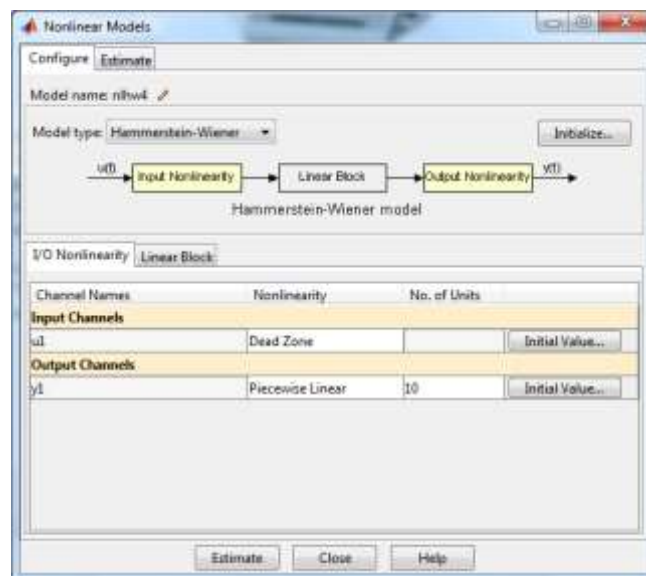 Nonlinear Models
Configure Estimate
Model name: nlhw4
Model type: Hammerstein-Wiener Initialize...
u(t) Input Nonlinearity Linear Block Output Nonlinearity y(t)
Hammerstein-Wiener model
I/O Nonlinearity Linear Block
Channel Names Nonlinearity No. of Units
Input Channels
u1 Dead Zone Initial Value...
Output Channels
y1 Piecewise Linear 10 Initial Value...
Estimate Close Help